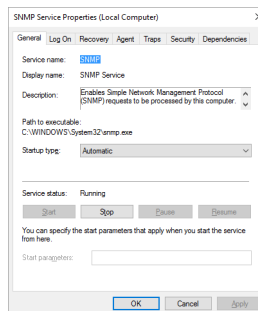 SNMP Service Properties (Local Computer)
General Log On Recovery Agent Traps Security Dependencies
Service name: SNMP
Display name: SNMP Service
Description: Enables Simple Network Management Protocol
(SNMP) requests to be processed by this computer.
Path to executable:
C:\WINDOWS\System32\snmp.exe
Startup type: Automatic
Service status: Running
Start Stop Pause Resume
You can specify the start parameters that apply when you start the service
from here.
Start parameters:
OK Cancel Apply